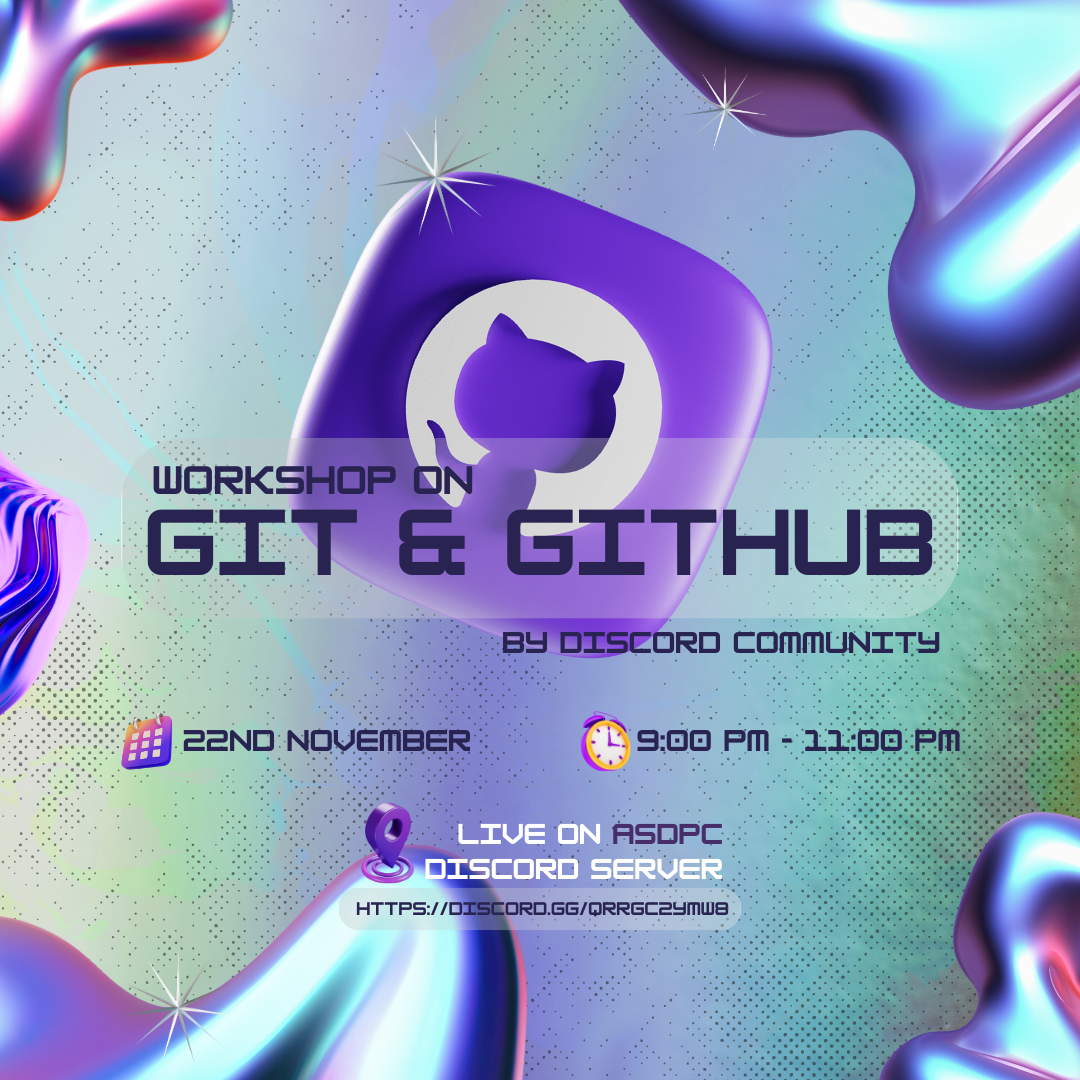 WORKSHOP ON
GIT & GITHUB
BY DISCORD COMMUNITY
22ND NOVEMBER
9:00 PM - 11:00 PM
LIVE ON ASDPC
DISCORD SERVER
HTTPS://DISCORD.GG/QRRGC2YMW8